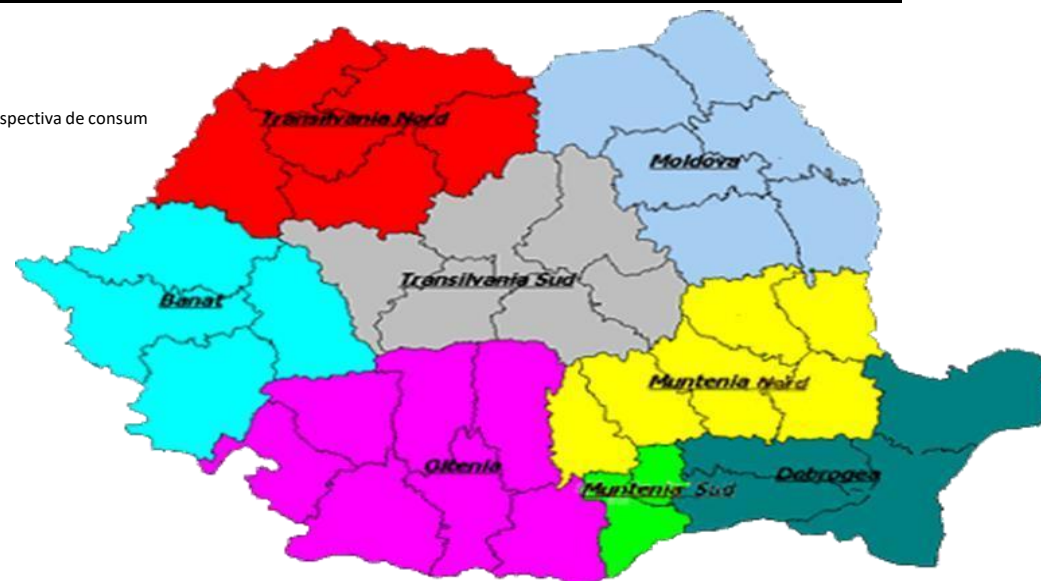 spectiva de consum
Transilvania Nord
Moldova
Transilvania Sud
Banat
Muntenia Nord
Oltenia
Dobrogea
Muntenia Sud